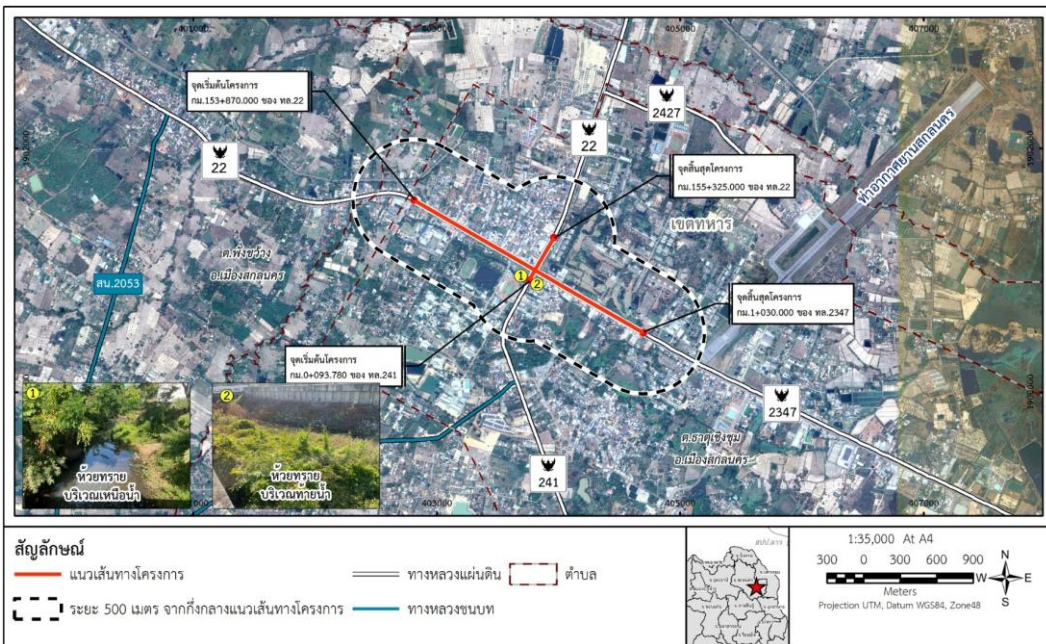 401000
403000
405000
407000
จุดเริ่มต้นโครงการ
กม.153+870.000 ของ ทล.22
22
22
2427
ท่าอากาศยานสกลนคร
จุดสิ้นสุดโครงการ
กม.155+325.000 ของ ทล.22
เขตทหาร
ต.พังขว้าง
อ.เมืองสกลนคร
สน.2053
1
2
จุดสิ้นสุดโครงการ
กม.1+030.000 ของ ทล.2347
จุดเริ่มต้นโครงการ
กม.0+093.780 ของ ทล.241
2347
ต.ธาตุเชิงชุม
อ.เมืองสกลนคร
241
1
ห้วยทราย
บริเวณเหนือน้ำ
2
ห้วยทราย
บริเวณท้ายน้ำ
403000
405000
407000
สัญลักษณ์
แนวเส้นทางโครงการ
ทางหลวงแผ่นดิน
ตำบล
ระยะ 500 เมตร จากกึ่งกลางแนวเส้นทางโครงการ
ทางหลวงชนบท
1:35,000 At A4
300 0 300 600 900
Meters
Projection UTM, Datum WGS84, Zone48
N
W
E
S